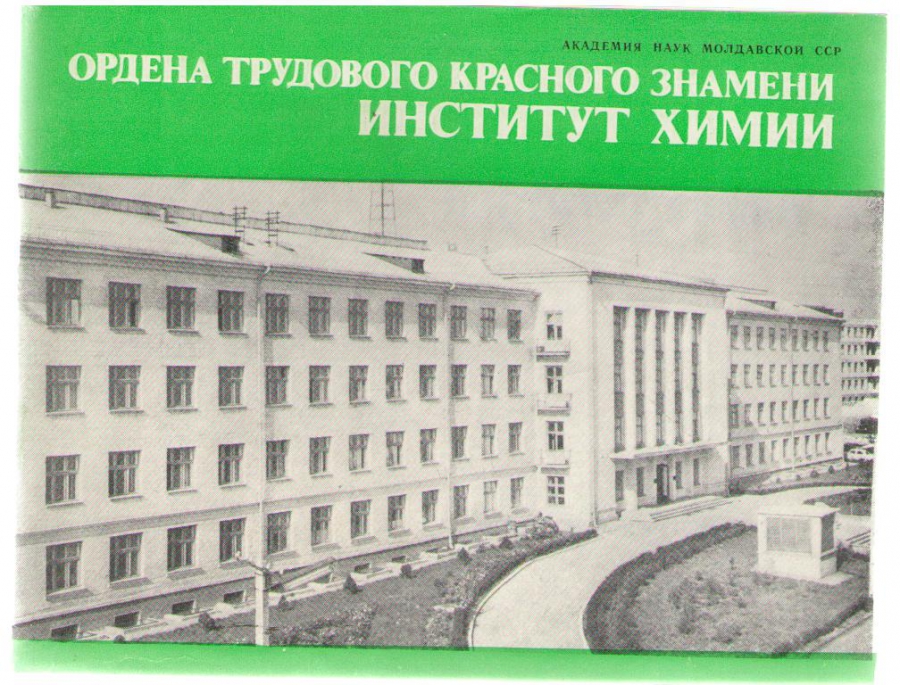 АКАДЕМИЯ НАУК МОЛДАВСКОЙ ССР
ОРДЕНА ТРУДОВОГО КРАСНОГО ЗНАМЕНИ
ИНСТИТУТ ХИМИИ